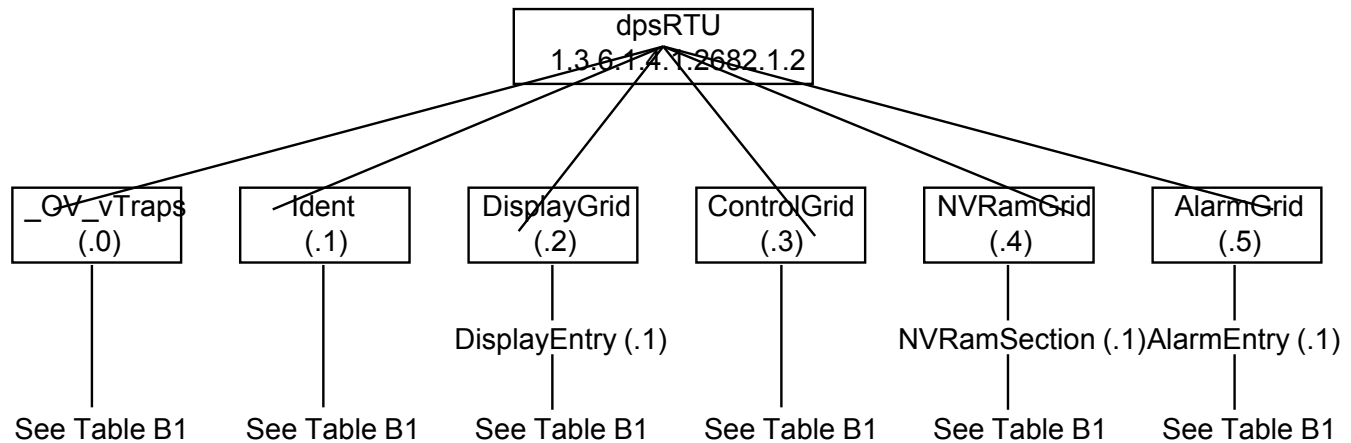 dpsRTU
1.3.6.1.4.1.2682.1.2
_OV_vTraps
(.0)
Ident
(.1)
DisplayGrid
(.2)
ControlGrid
(.3)
NVRamGrid
(.4)
AlarmGrid
(.5)
DisplayEntry (.1)
NVRamSection (.1)
AlarmEntry (.1)
See Table B1
See Table B1
See Table B1
See Table B1
See Table B1
See Table B1